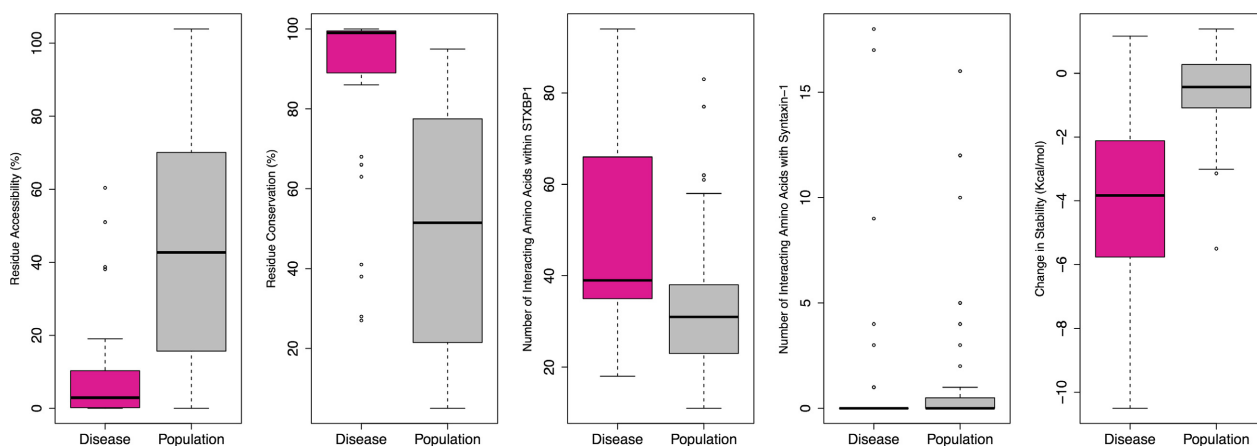 Residue Accessibility (%)
100
80
60
40
20
0
Disease Population
Residue Conservation (%)
100
80
60
40
20
Disease Population
Number of Interacting Amino Acids within STXBP1
80
60
40
20
Disease Population
Number of Interacting Amino Acids with Syntaxin−1
15
10
5
0
Disease Population
Change in Stability (Kcal/mol)
0
−2
−4
−6
−8
−10
Disease Population